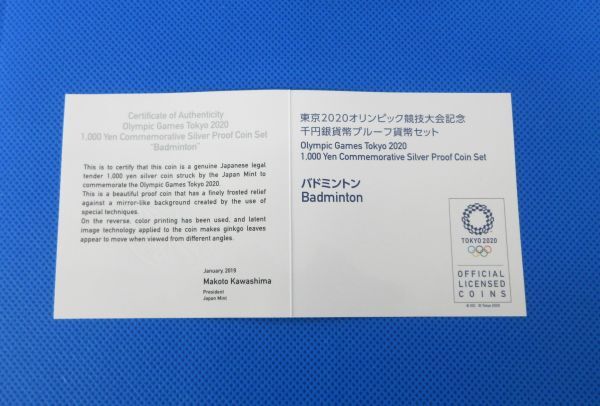 Certificate of Authenticity
Olympic Games Tokyo 2020
1,000 Yen Commemorative Silver Proof Coin Set
"Badminton"
This is to certify that this coin is a genuine Japanese legal
tender 1,000 yen silver coin struck by the Japan Mint to
commemorate the Olympic Games Tokyo 2020.
This is a beautiful proof coin that has a finely frosted relief
against a mirror-like background created by the use of
special techniques.
On the reverse, color printing has been used, and latent
image technology applied to the coin makes ginkgo leaves
appear to move when viewed from different angles.
January, 2019
Makoto Kawashima
President
Japan Mint
東京2020オリンピック競技大会記念
千円銀貨幣プルーフ貨幣セット
Olympic Games Tokyo 2020
1,000 Yen Commemorative Silver Proof Coin Set
バドミントン
Badminton
TOKYO 2020
OFFICIAL
LICENSED
COINS
© IOC © Tokyo 2020